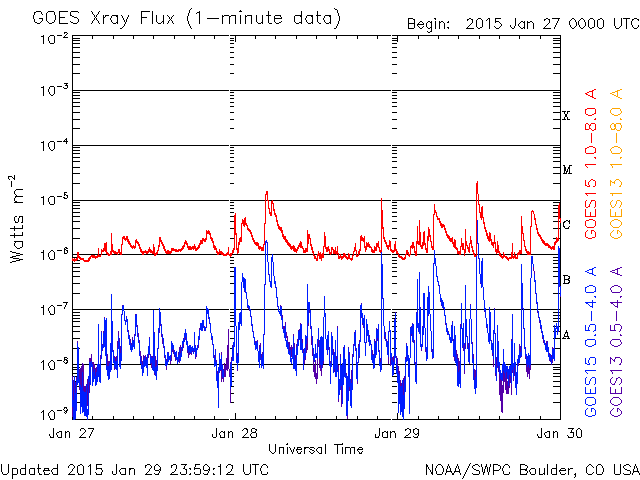 GOES Xray Flux (1-minute data)
Begin: 2015 Jan 27 0000 UTC
10-2
10-3
10-4
10-5
10-6
10-7
10-8
10-9
Watts m-2
X
M
C
B
A
GOES15 1.0-8.0 A
GOES13 1.0-8.0 A
GOES15 0.5-4.0 A
GOES13 0.5-4.0 A
Jan 27
Jan 28
Jan 29
Jan 30
Universal Time
Updated 2015 Jan 29 23:59:12 UTC
NOAA/SWPC Boulder, CO USA